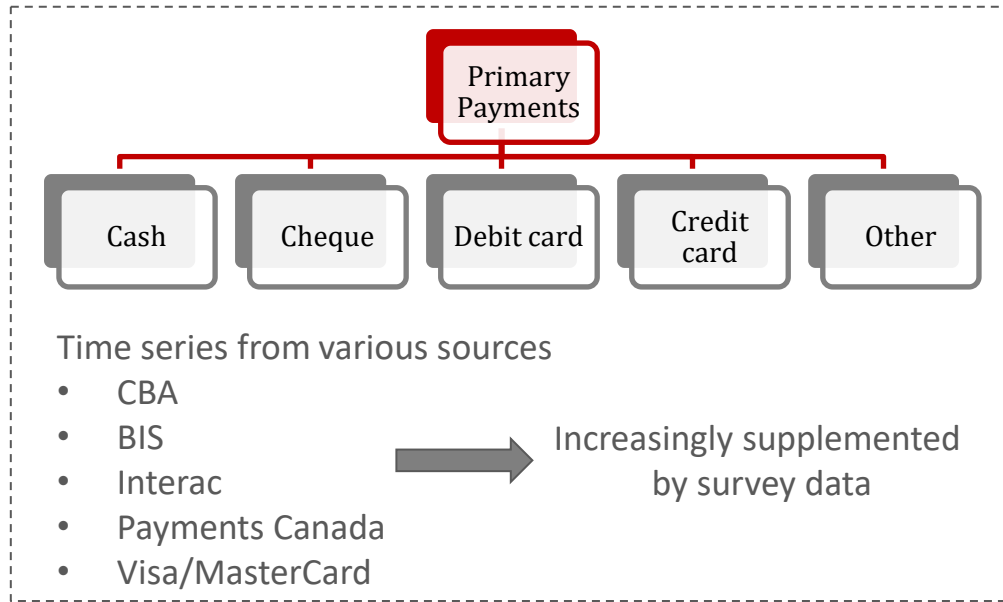 Primary
Payments
Cash
Cheque
Debit card
Credit
card
Other
Time series from various sources
• CBA
• BIS
• Interac
• Payments Canada
• Visa/MasterCard
Increasingly supplemented
by survey data